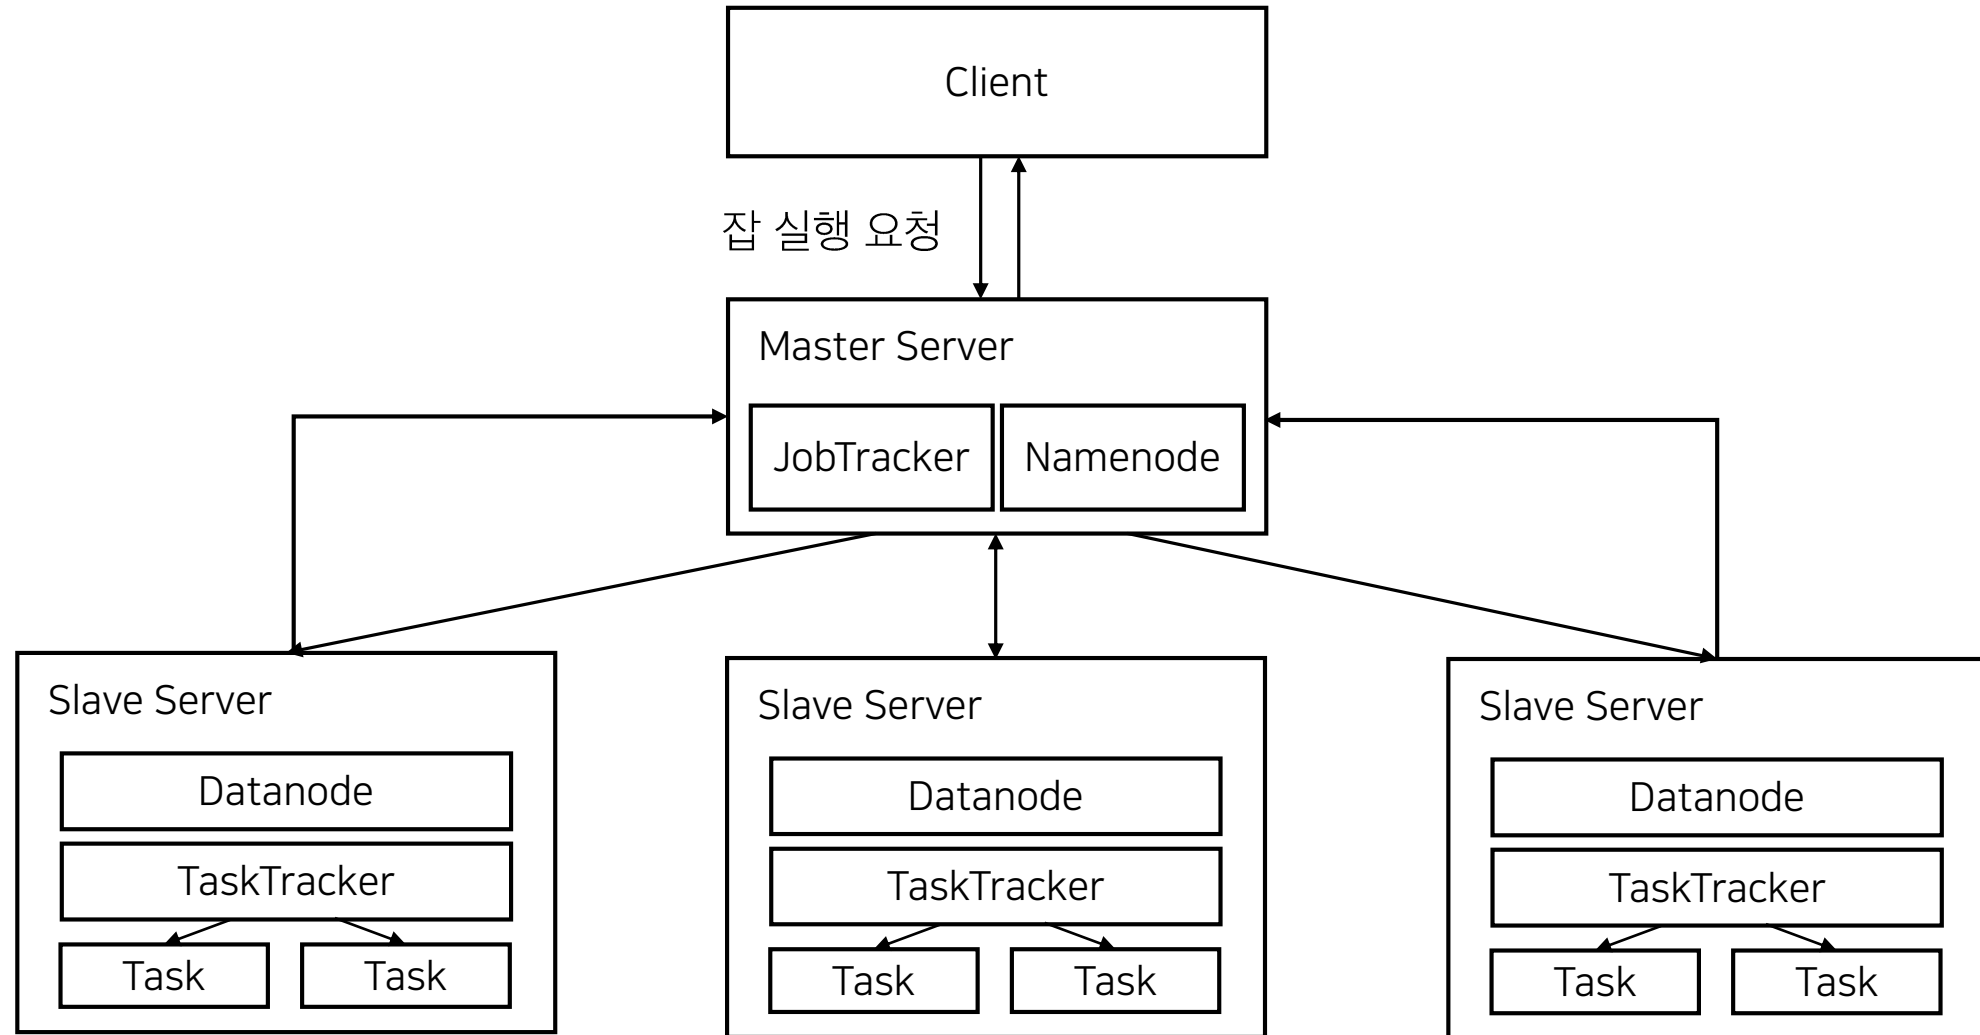 Client
잡 실행 요청
Master Server
JobTracker
Namenode
Slave Server
Datanode
TaskTracker
Task
Task
Slave Server
Datanode
TaskTracker
Task
Task
Slave Server
Datanode
TaskTracker
Task
Task